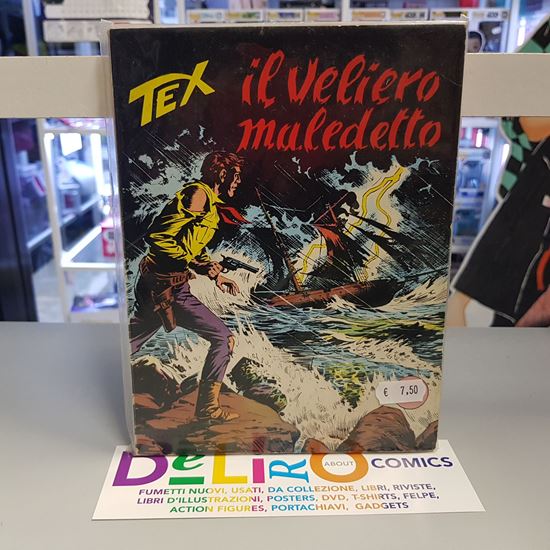 TEX
il veliero
maledetto
€ 7,50
DeLiRO ABOUT COMICS
FUMETTI NUOVI, USATI, DA COLLEZIONE, LIBRI, RIVISTE,
LIBRI D'ILLUSTRAZIONI, POSTERS, DVD, T-SHIRTS, FELPE,
ACTION FIGURES, PORTACHIAVI, GADGETS